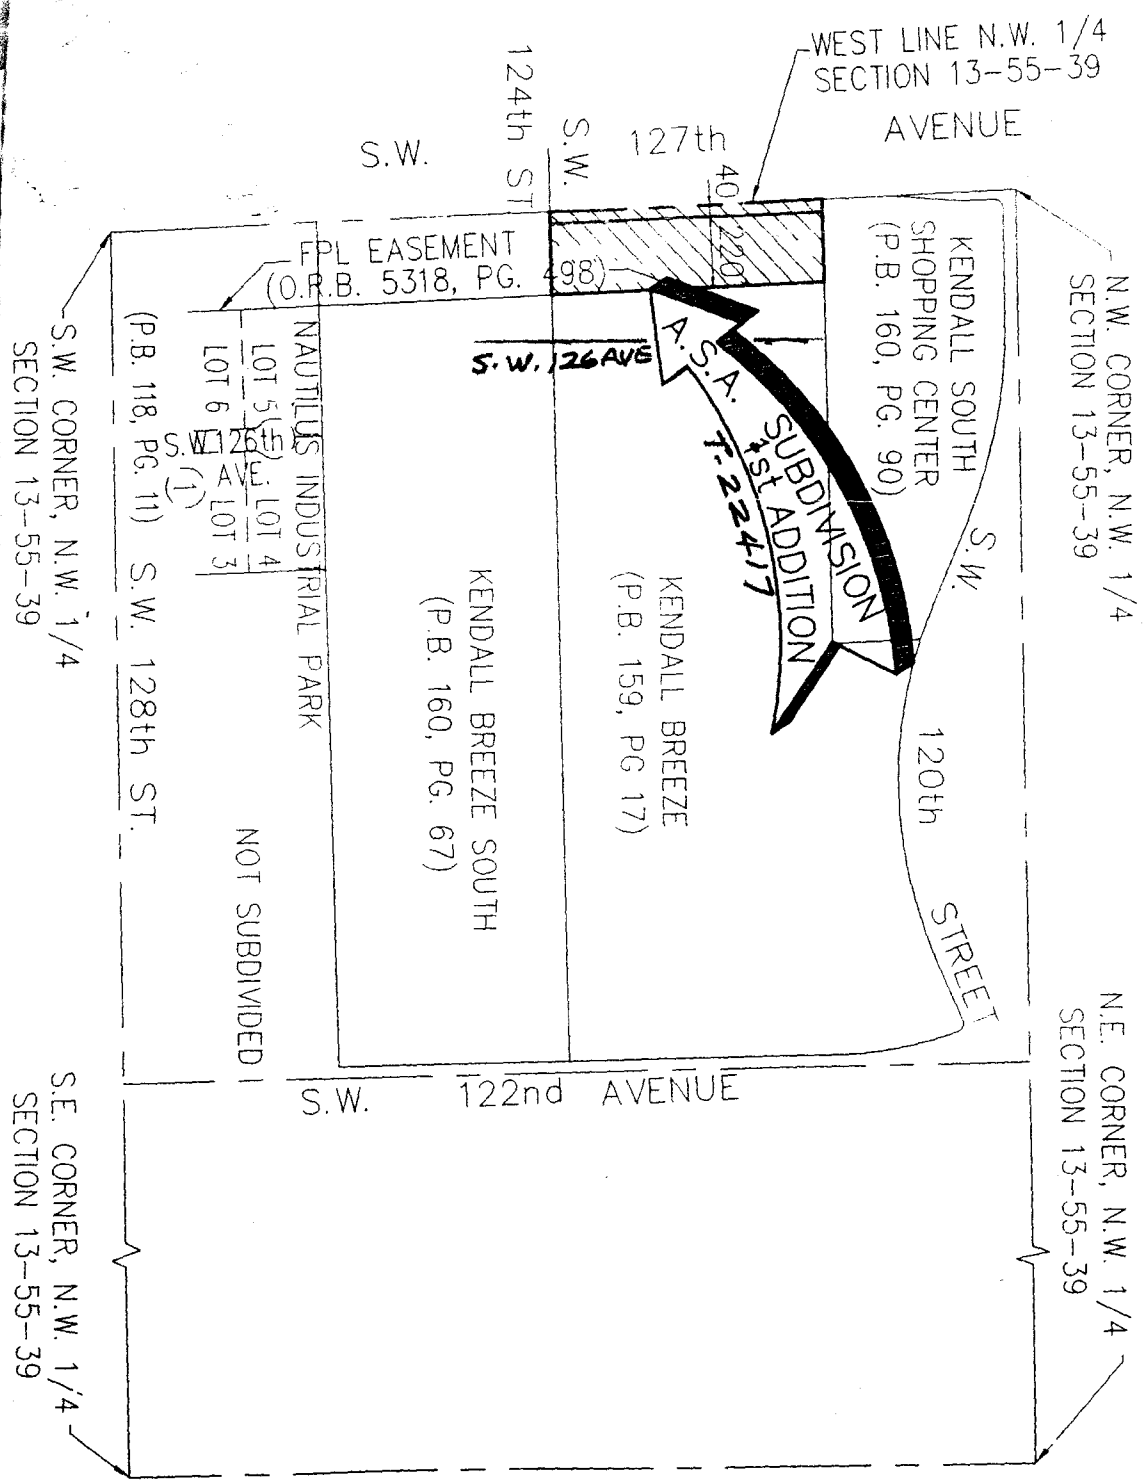 WEST LINE N.W. 1/4
SECTION 13-55-39
S.W. 127th AVENUE
S.W. 124th ST
40
220
N.W. CORNER, N.W. 1/4
SECTION 13-55-39
KENDALL SOUTH
SHOPPING CENTER
(P.B. 160, PG. 90)
FPL EASEMENT
(O.R.B. 5318, PG. 498)
S.W. 126 AVE
A.S.A. SUBDIVISION
1st ADDITION
T-22417
S.W. 120th STREET
KENDALL BREEZE
(P.B. 159, PG 17)
KENDALL BREEZE SOUTH
(P.B. 160, PG. 67)
NAUTILUS INDUSTRIAL PARK
LOT 5
LOT 4
LOT 6
LOT 3
S.W. 126th
AVE.
(1)
(P.B. 118, PG. 11)
S.W. 128th ST.
S.W. CORNER, N.W. 1/4
SECTION 13-55-39
NOT SUBDIVIDED
S.W. 122nd AVENUE
N.E. CORNER, N.W. 1/4
SECTION 13-55-39
S.E. CORNER, N.W. 1/4
SECTION 13-55-39